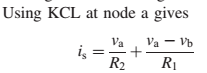 Using KCL at node a gives
i_s = v_a/R_2 + (v_a − v_b)/R_1